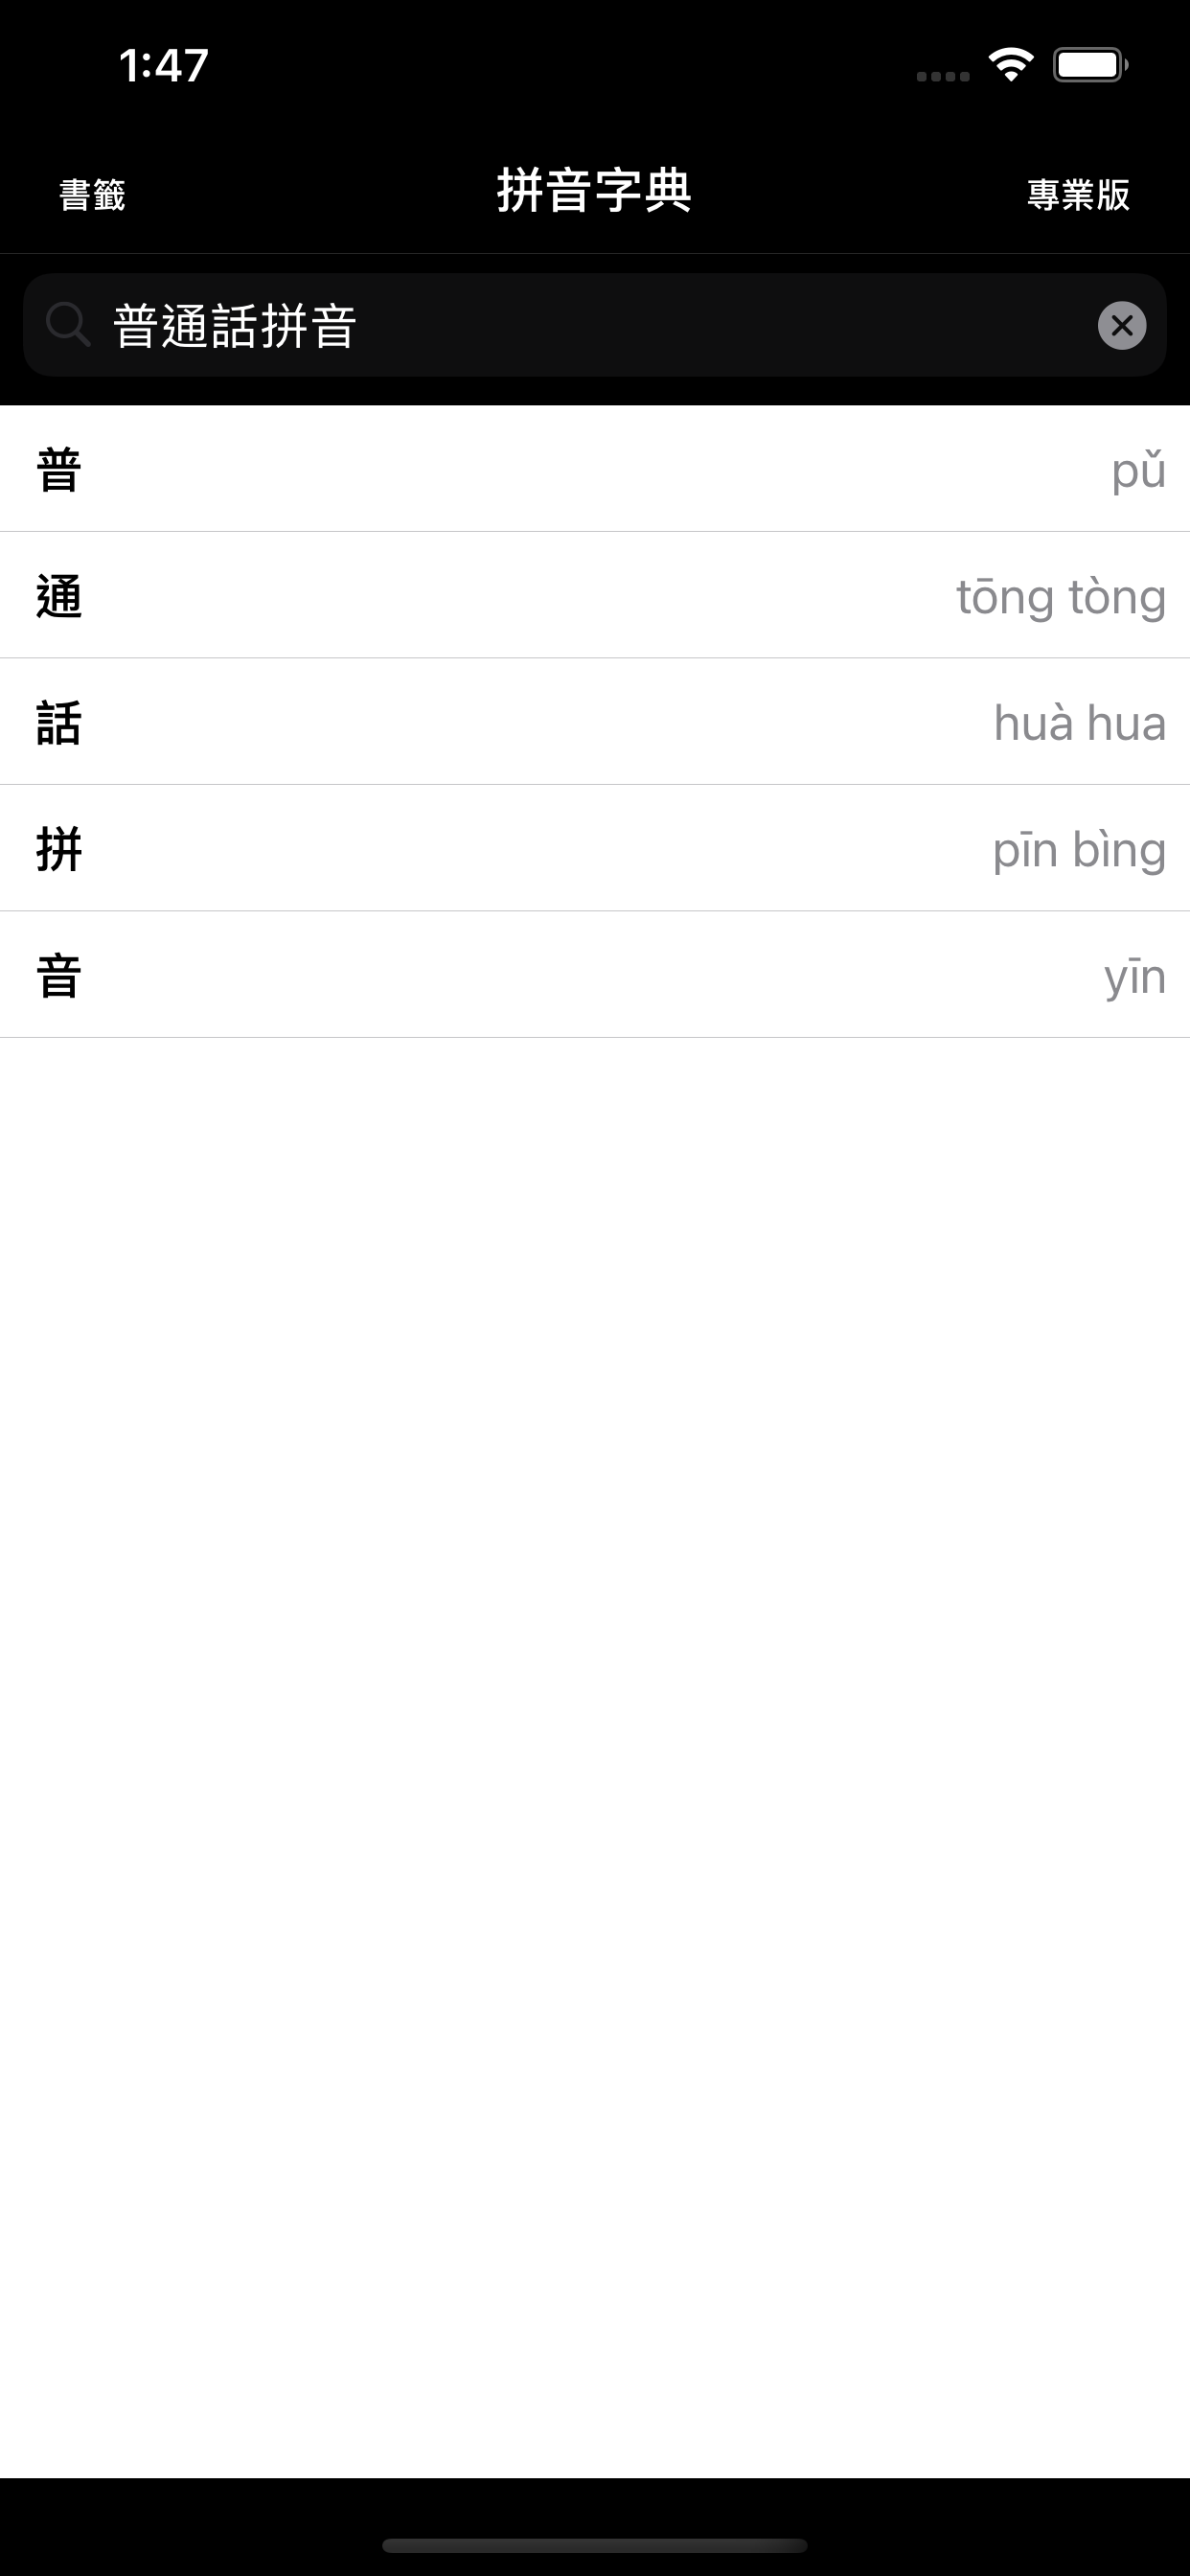 1:47
書籤 拼音字典 專業版
普通話拼音
普 pǔ
通 tōng tòng
話 huà hua
拼 pīn bìng
音 yīn